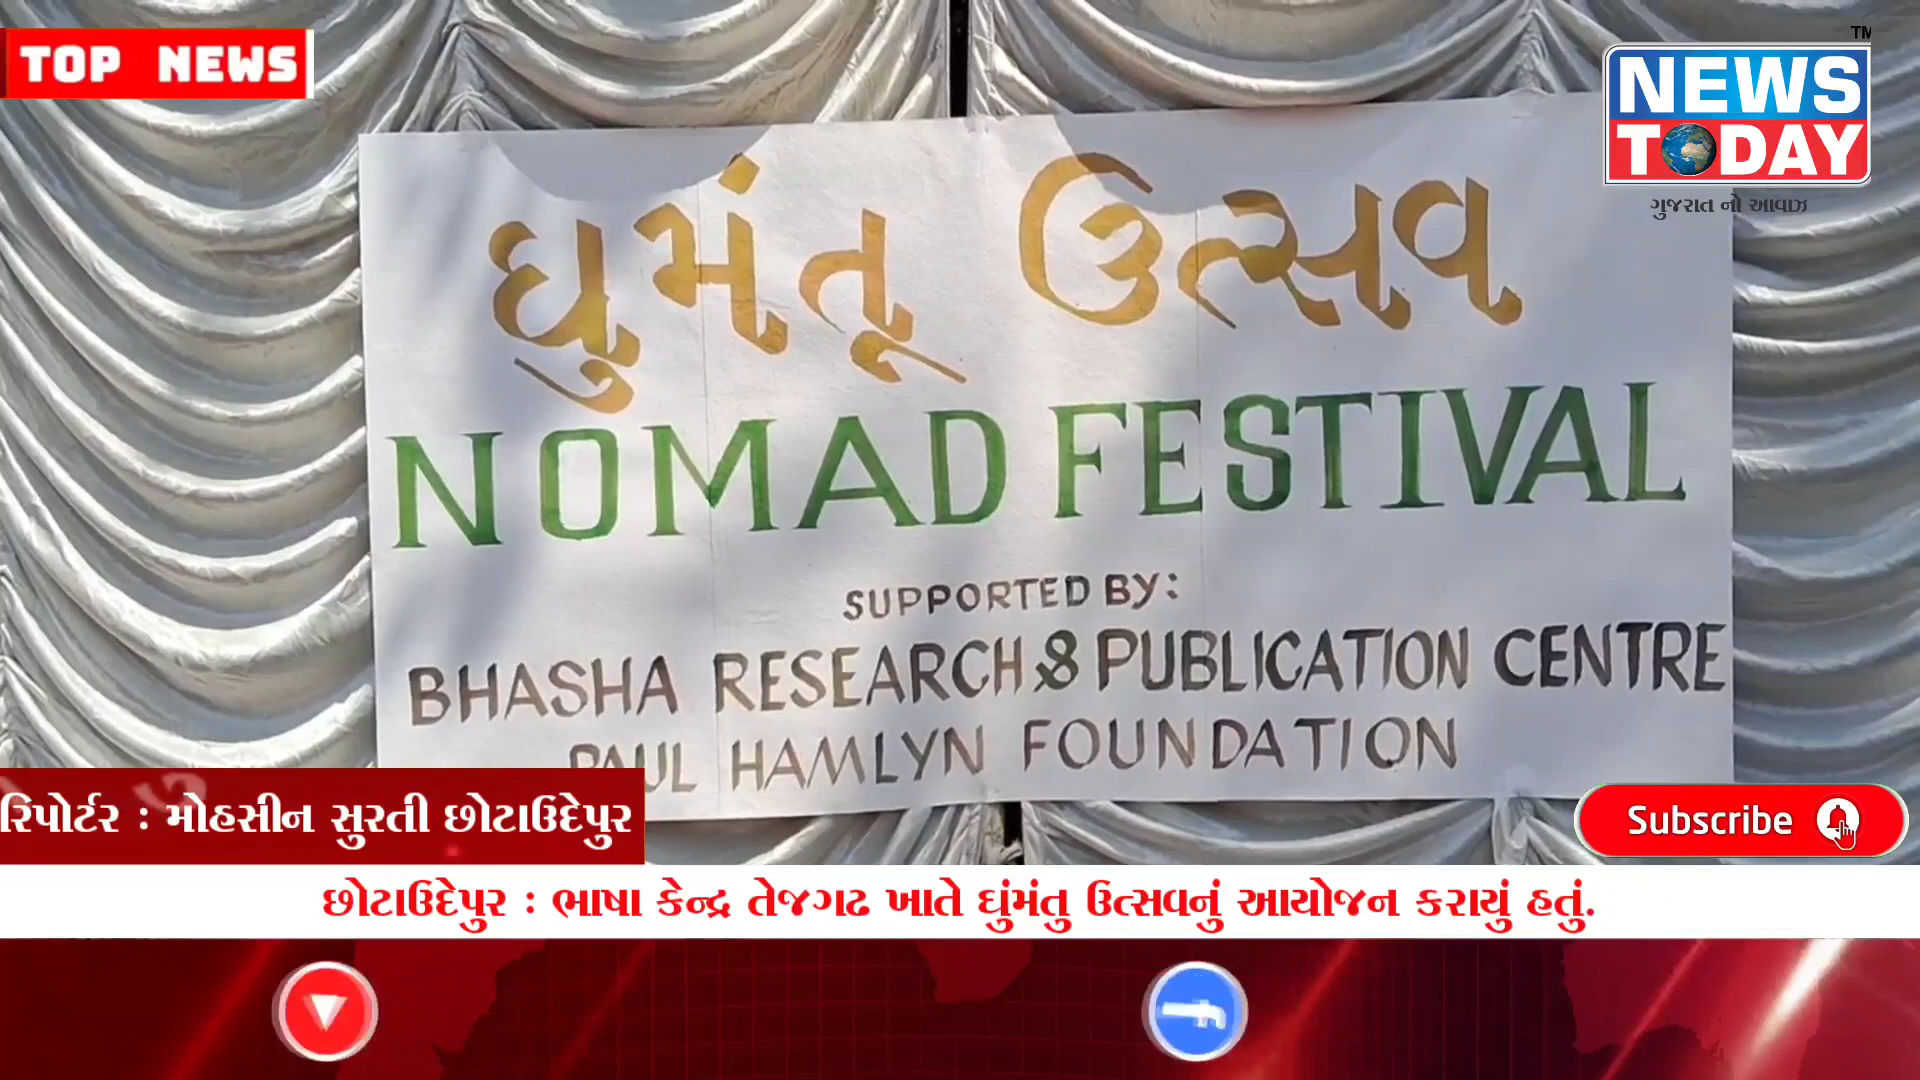 TOP NEWS
TM
NEWS
TODAY
ગુજરાત નો આવાઝ
ઘુમંતૂ ઉત્સવ
NOMAD FESTIVAL
SUPPORTED BY:
BHASHA RESEARCH & PUBLICATION CENTRE
PAUL HAMLYN FOUNDATION
રિપોર્ટર : મોહસીન સુરતી છોટાઉદેપુર
Subscribe
છોટાઉદેપુર : ભાષા કેન્દ્ર તેજગઢ ખાતે ઘુંમંતુ ઉત્સવનું આયોજન કરાયું હતું.